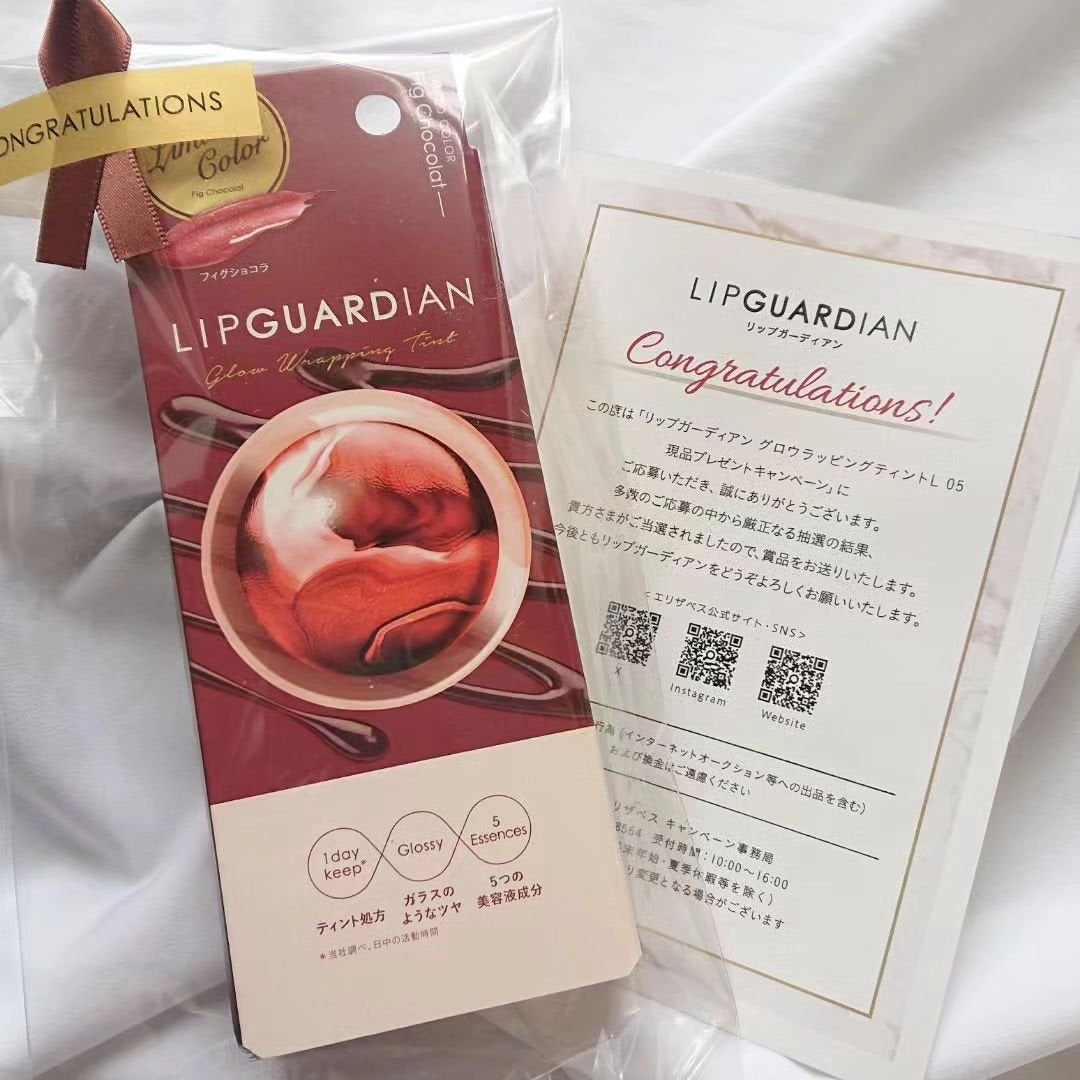 CONGRATULATIONS
Color
Fig Chocolat
COLOR
Fig Chocolat
フィグショコラ
LIPGUARDIAN
Glow Wrapping Tint
1day
keep*
Glossy
5
Essences
ティント処方
ガラスの
ようなツヤ
5つの
美容液成分
*当社調べ。日中の活動時間
LIPGUARDIAN
リップガーディアン
Congratulations!
この度は「リップガーディアン グロウラッピングティントL 05
現品プレゼントキャンペーン」に
ご応募いただき、誠にありがとうございます。
多数のご応募の中から厳正なる抽選の結果、
貴方さまがご当選されましたので、賞品をお送りいたします。
今後ともリップガーディアンをどうぞよろしくお願いいたします。
<エリザベス公式サイト・SNS>
X
Instagram
Website
行為(インターネットオークション等への出品を含む)
および換金はご遠慮ください
リザベス キャンペーン事務局
8564 受付時間:10:00～16:00
年末年始・夏季休暇等を除く)
変更となる場合がございます